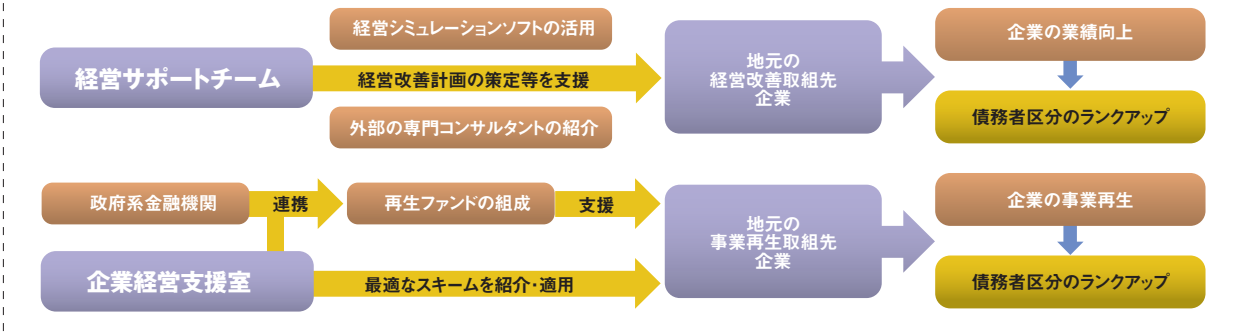 経営シミュレーションソフトの活用
経営サポートチーム
経営改善計画の策定等を支援
外部の専門コンサルタントの紹介
地元の
経営改善取組先
企業
企業の業績向上
債務者区分のランクアップ
政府系金融機関
連携
再生ファンドの組成
支援
企業経営支援室
最適なスキームを紹介・適用
地元の
事業再生取組先
企業
企業の事業再生
債務者区分のランクアップ